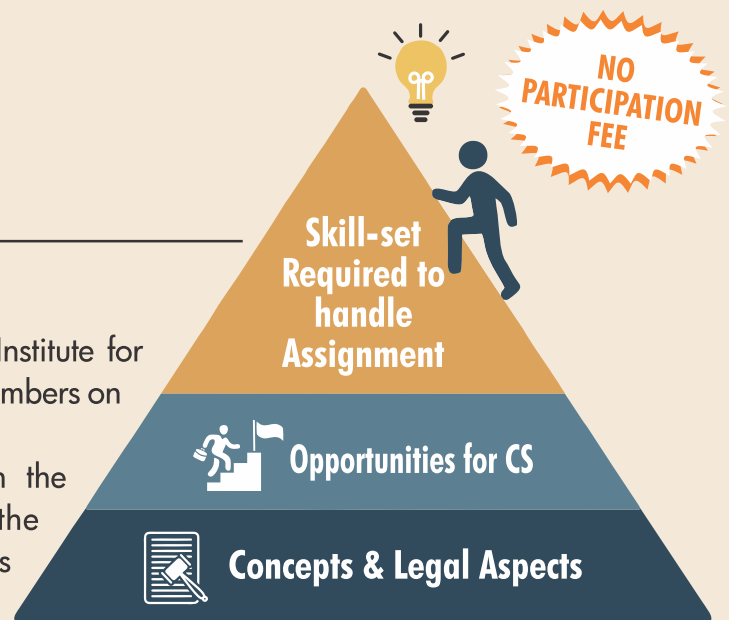 NO
PARTICIPATION
FEE
Skill-set
Required to
handle
Assignment
Institute for
mbers on
the
the
s
Opportunities for CS
Concepts & Legal Aspects